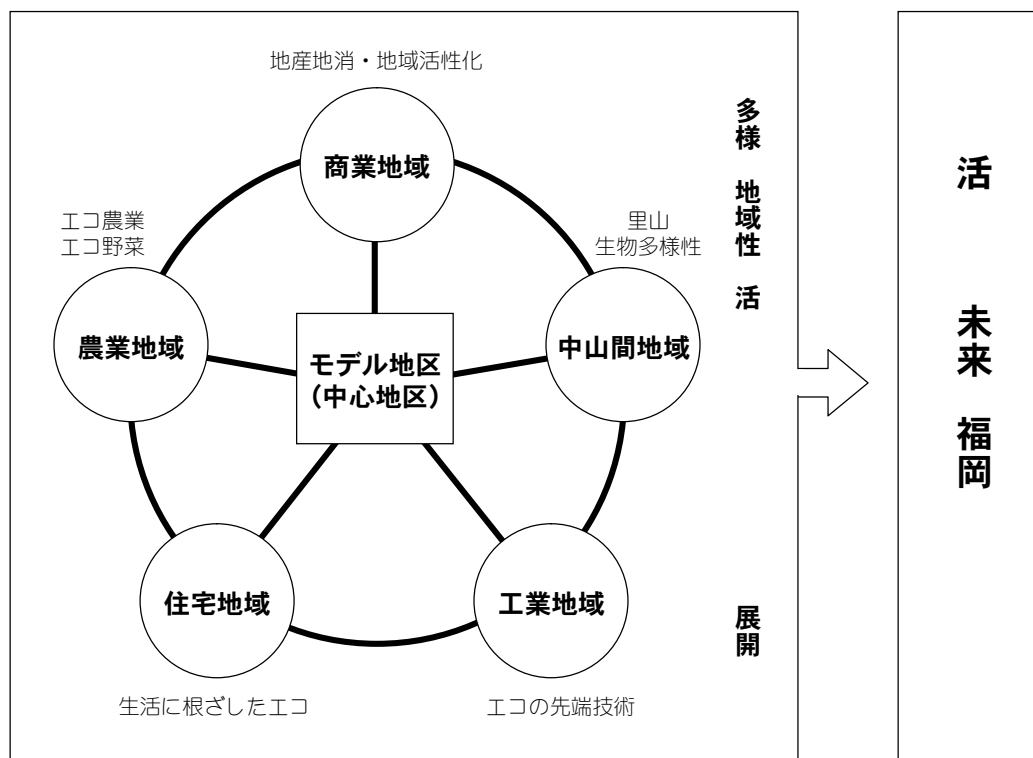 地産地消・地域活性化
商業地域
エコ農業
エコ野菜
農業地域
里山
生物多様性
中山間地域
モデル地区
（中心地区）
住宅地域
生活に根ざしたエコ
工業地域
エコの先端技術
多様 地域性 活 展開
活 未来 福岡